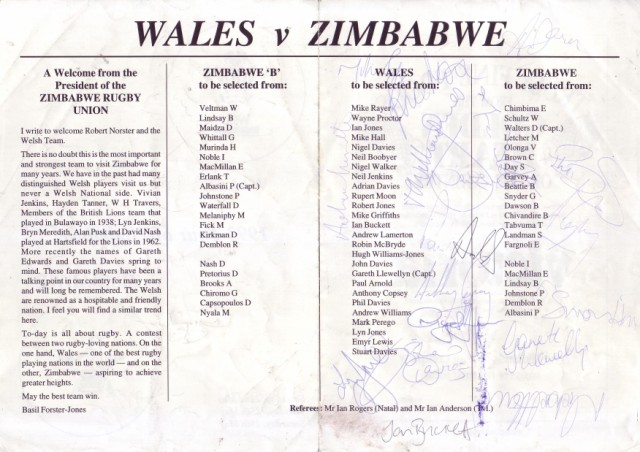 WALES v ZIMBABWE
A Welcome from the
President of the
ZIMBABWE RUGBY
UNION
I write to welcome Robert Norster and the
Welsh Team.
There is no doubt this is the most important
and strongest team to visit Zimbabwe for
many years. We have in the past had many
distinguished Welsh players visit us but
never a Welsh National side. Vivian
Jenkins, Hayden Tanner, W H Travers,
Members of the British Lions team that
played in Bulawayo in 1938; Lyn Jenkins,
Bryn Meredith, Alan Pusk and David Nash
played at Hartsfield for the Lions in 1962.
More recently the names of Gareth
Edwards and Gareth Davies spring to
mind. These famous players have been a
talking point in our country for many years
and will long be remembered. The Welsh
are renowned as a hospitable and friendly
nation. I feel you will find a similar trend
here.
To-day is all about rugby. A contest
between two rugby-loving nations. On the
one hand, Wales — one of the best rugby
playing nations in the world — and on the
other, Zimbabwe — aspiring to achieve
greater heights.
May the best team win.
Basil Forster-Jones
ZIMBABWE 'B'
to be selected from:
Veltman W
Lindsay B
Maidza D
Whittall G
Murinda H
Noble I
MacMillan E
Erlank T
Albasini P (Capt.)
Johnstone P
Waterfall D
Melaniphy M
Fick M
Kirkman D
Demblon R
Nash D
Pretorius D
Brooks A
Chiromo G
Capsopoulos D
Nyala M
WALES
to be selected from:
Mike Rayer
Wayne Proctor
Ian Jones
Mike Hall
Nigel Davies
Neil Boobyer
Nigel Walker
Neil Jenkins
Adrian Davies
Rupert Moon
Robert Jones
Mike Griffiths
Ian Buckett
Andrew Lamerton
Robin McBryde
Hugh Williams-Jones
John Davies
Gareth Llewellyn (Capt.)
Paul Arnold
Anthony Copsey
Phil Davies
Andrew Williams
Mark Perego
Lyn Jones
Emyr Lewis
Stuart Davies
ZIMBABWE
to be selected from:
Chimbima E
Schultz W
Walters D (Capt.)
Letcher M
Olonga V
Brown C
Day S
Garvey A
Beattie B
Snyder G
Dawson B
Chivandire B
Tabvuma T
Landman S
Fargnoli E
Noble I
MacMillan E
Lindsay B
Johnstone P
Demblon R
Albasini P
Gareth
Llewellyn
Referees: Mr Ian Rogers (Natal) and Mr Ian Anderson
Ian Buckett